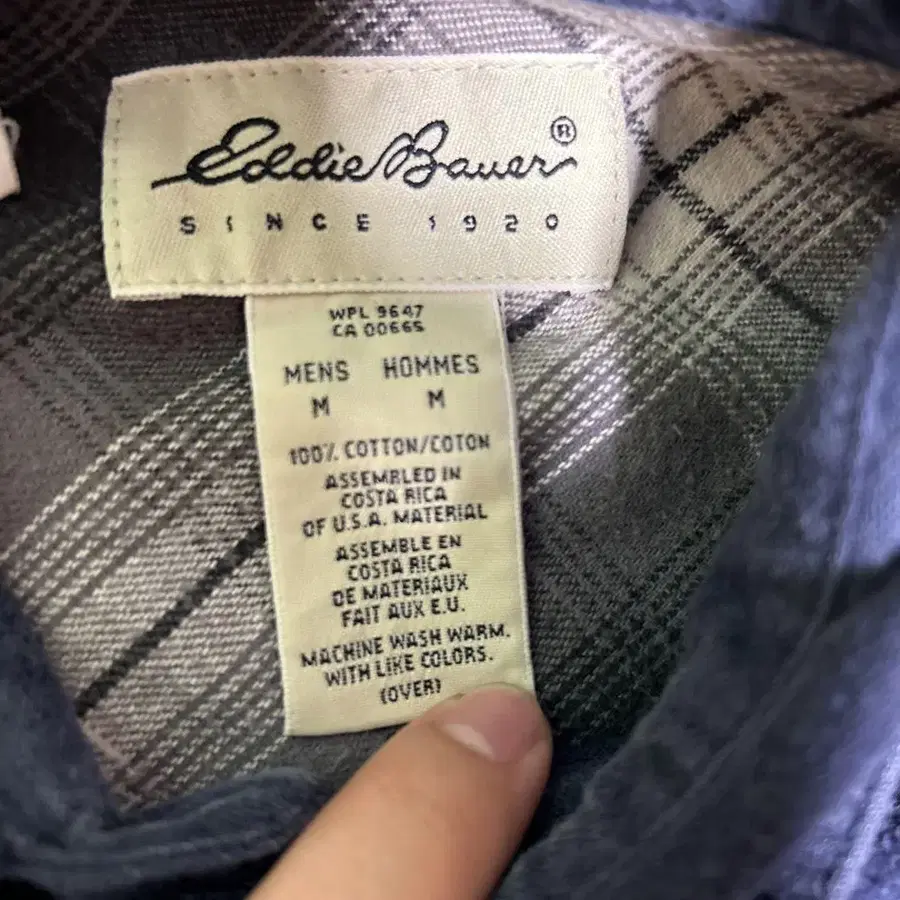 Eddie Bauer®
SINCE 1920
WPL 9647
CA 00665
MENS HOMMES
M M
100% COTTON/COTON
ASSEMBLED IN
COSTA RICA
OF U.S.A. MATERIAL
ASSEMBLE EN
COSTA RICA
DE MATERIAUX
FAIT AUX E.U.
MACHINE WASH WARM.
WITH LIKE COLORS.
(OVER)